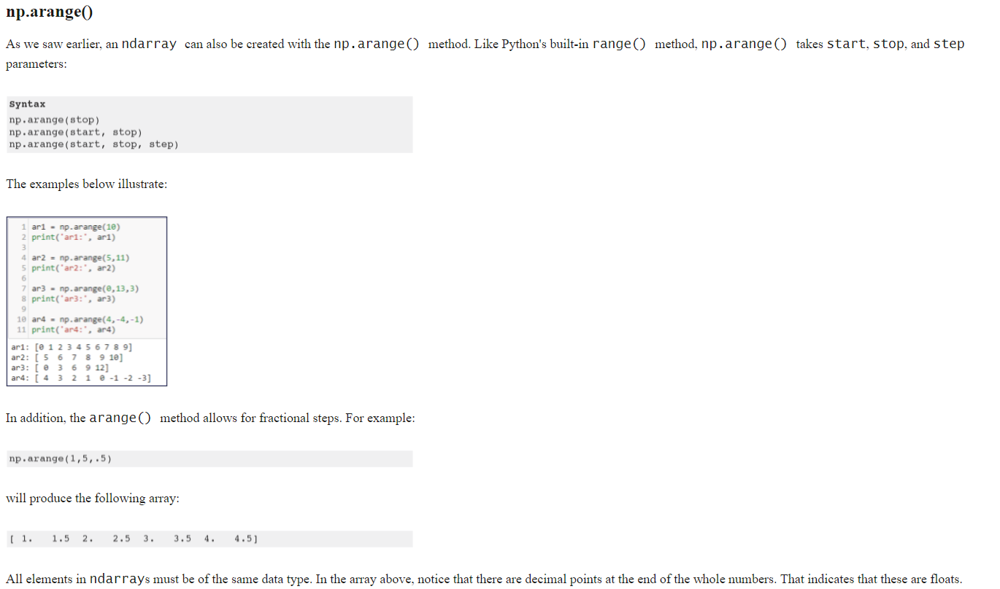 np.arange()
As we saw earlier, an ndarray can also be created with the np.arange() method. Like Python's built-in range() method, np.arange() takes start, stop, and step
parameters:
Syntax
np.arange(stop)
np.arange(start, stop)
np.arange(start, stop, step)
The examples below illustrate:
1 ar1 = np.arange(10)
2 print('ar1:', ar1)
3
4 ar2 = np.arange(5,11)
5 print('ar2:', ar2)
6
7 ar3 = np.arange(0,13,3)
8 print('ar3:', ar3)
9
10 ar4 = np.arange(4,-4,-1)
11 print('ar4:', ar4)
ar1: [0 1 2 3 4 5 6 7 8 9]
ar2: [ 5 6 7 8 9 10]
ar3: [ 0 3 6 9 12]
ar4: [ 4 3 2 1 0 -1 -2 -3]
In addition, the arange() method allows for fractional steps. For example:
np.arange(1,5,.5)
will produce the following array:
[ 1. 1.5 2. 2.5 3. 3.5 4. 4.5]
All elements in ndarrays must be of the same data type. In the array above, notice that there are decimal points at the end of the whole numbers. That indicates that these are floats.